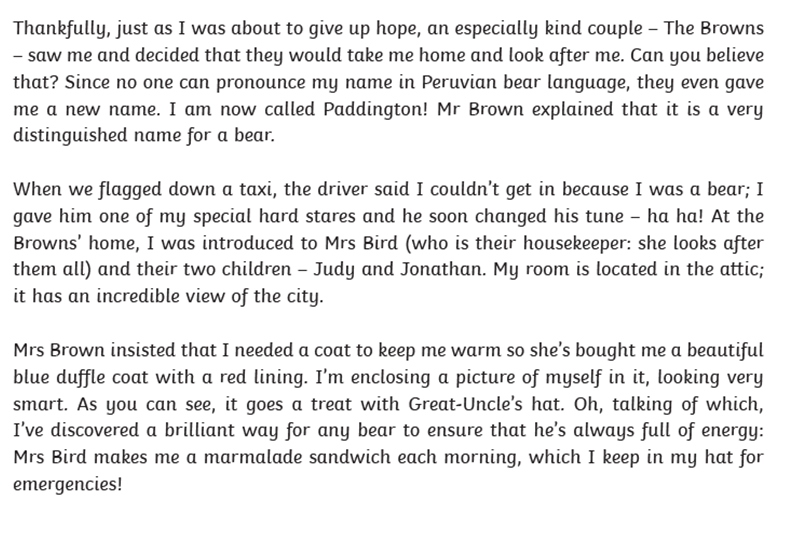 Thankfully, just as I was about to give up hope, an especially kind couple – The Browns
– saw me and decided that they would take me home and look after me. Can you believe
that? Since no one can pronounce my name in Peruvian bear language, they even gave
me a new name. I am now called Paddington! Mr Brown explained that it is a very
distinguished name for a bear.

When we flagged down a taxi, the driver said I couldn't get in because I was a bear; I
gave him one of my special hard stares and he soon changed his tune – ha ha! At the
Browns' home, I was introduced to Mrs Bird (who is their housekeeper: she looks after
them all) and their two children – Judy and Jonathan. My room is located in the attic;
it has an incredible view of the city.

Mrs Brown insisted that I needed a coat to keep me warm so she's bought me a beautiful
blue duffle coat with a red lining. I'm enclosing a picture of myself in it, looking very
smart. As you can see, it goes a treat with Great-Uncle's hat. Oh, talking of which,
I've discovered a brilliant way for any bear to ensure that he's always full of energy:
Mrs Bird makes me a marmalade sandwich each morning, which I keep in my hat for
emergencies!